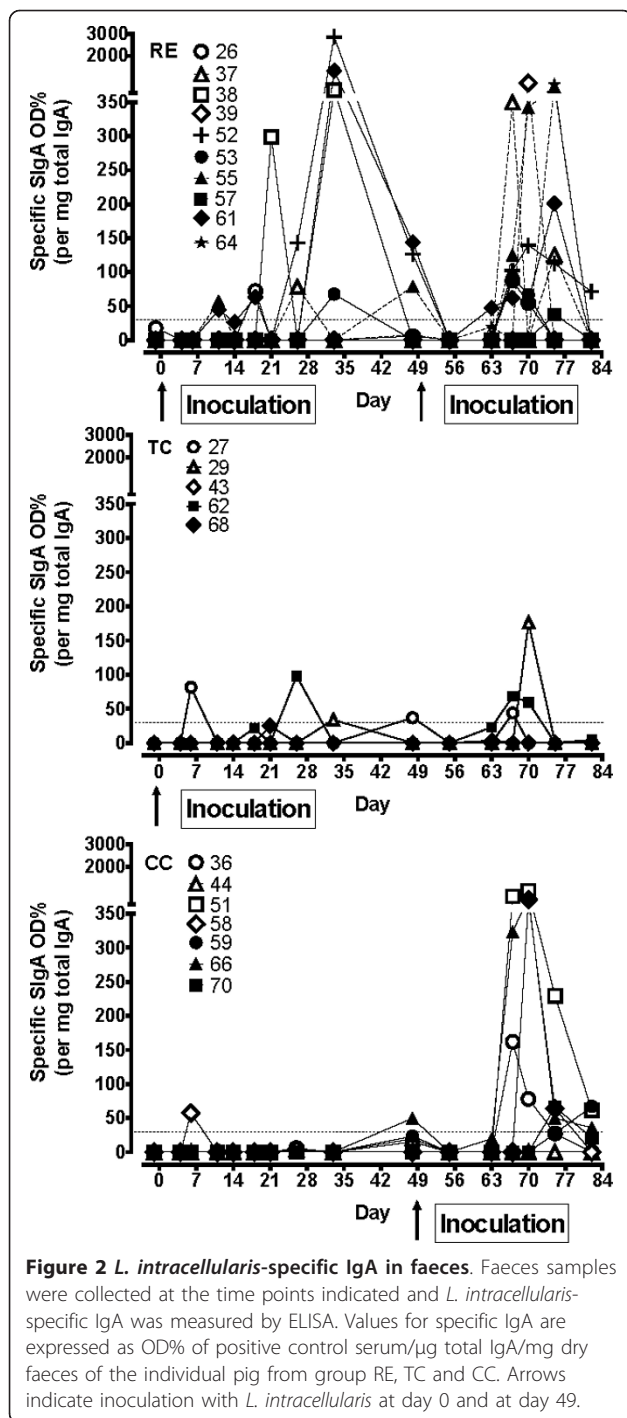 RE
26
37
38
39
52
53
55
57
61
64
3000
2000
350
300
250
200
150
100
50
0
Specific SIgA OD%
(per mg total IgA)
0 7 14 21 28 35 42 49 56 63 70 77 84
Inoculation Day Inoculation
TC
27
29
43
62
68
3000
2000
350
300
250
200
150
100
50
0
Specific SIgA OD%
(per mg total IgA)
0 7 14 21 28 35 42 49 56 63 70 77 84
Inoculation Day
CC
36
44
51
58
59
66
70
3000
2000
350
300
250
200
150
100
50
0
Specific SIgA OD%
(per mg total IgA)
0 7 14 21 28 35 42 49 56 63 70 77 84
Day Inoculation
Figure 2 L. intracellularis-specific IgA in faeces. Faeces samples
were collected at the time points indicated and L. intracellularis-
specific IgA was measured by ELISA. Values for specific IgA are
expressed as OD% of positive control serum/μg total IgA/mg dry
faeces of the individual pig from group RE, TC and CC. Arrows
indicate inoculation with L. intracellularis at day 0 and at day 49.